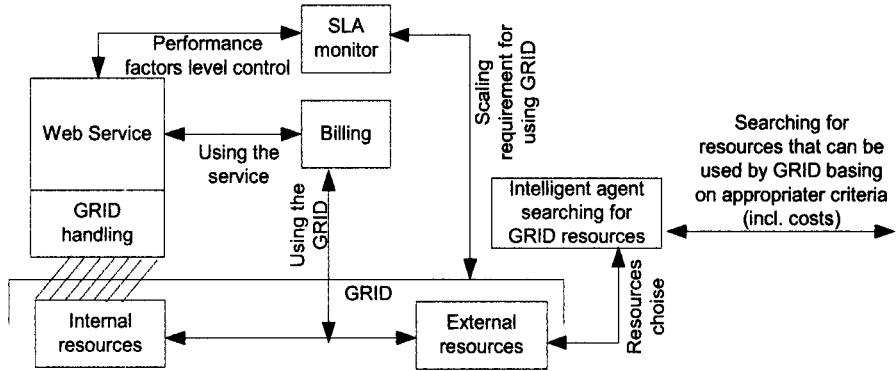 SLA
monitor
Performance
factors level control
Scaling
requirement for
using GRID
Web Service
Billing
Using the
service
Searching for
resources that can be
used by GRID basing
on appropriater criteria
(incl. costs)
Intelligent agent
searching for
GRID resources
GRID
handling
Using the
GRID
GRID
Resources
choise
Internal
resources
External
resources